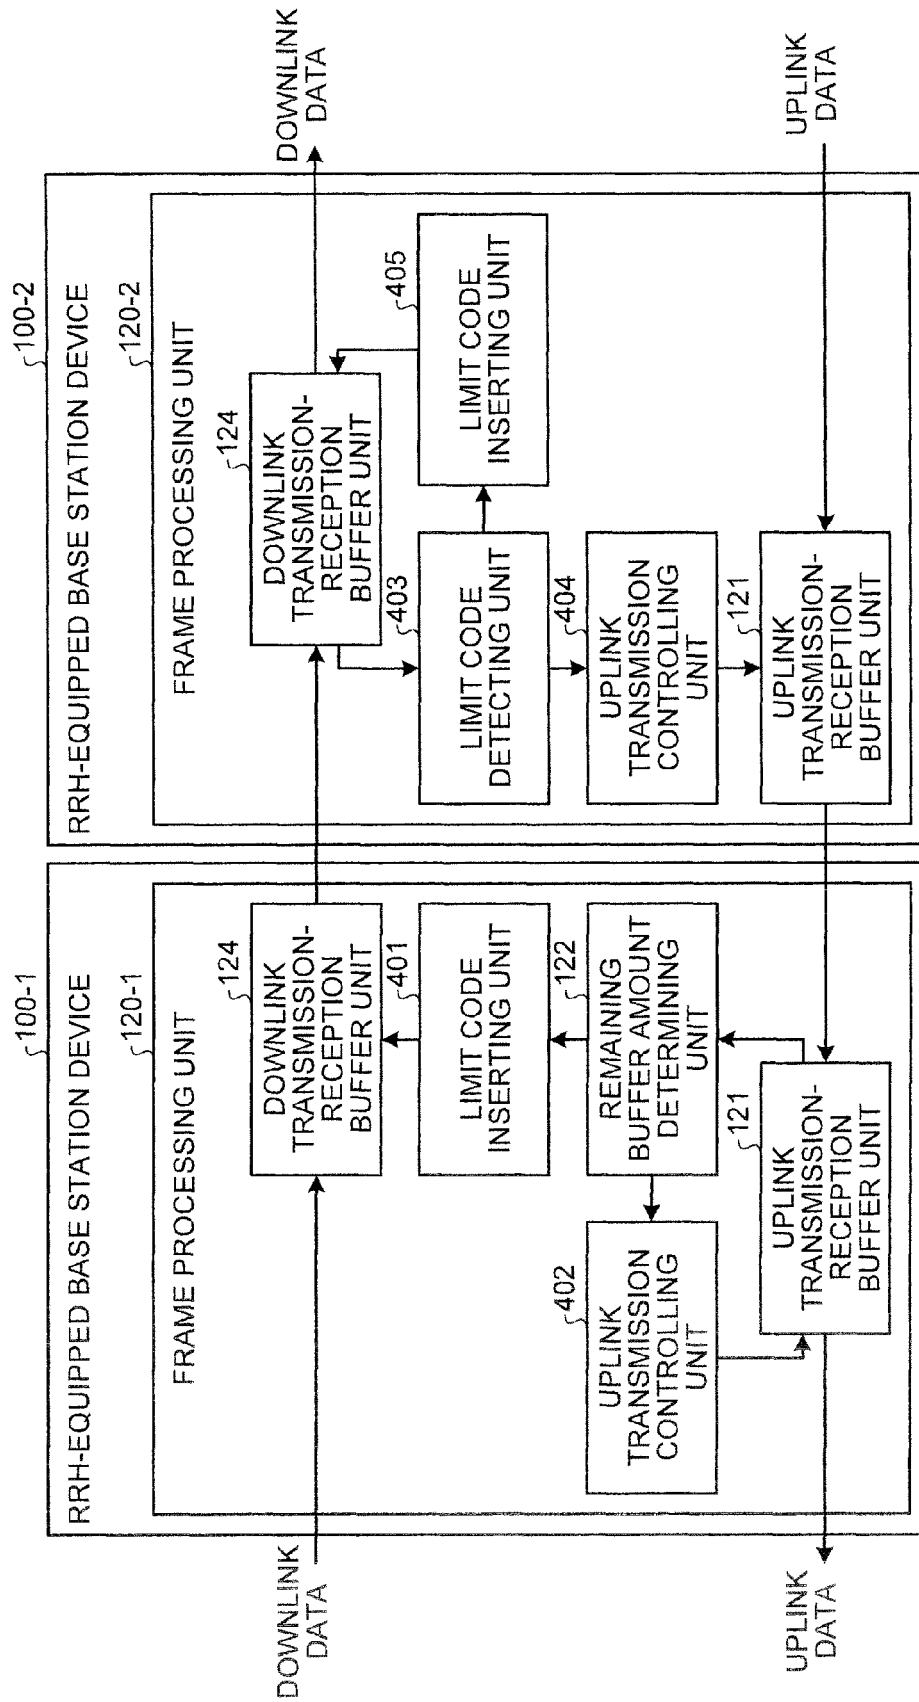 100-1
RRH-EQUIPPED BASE STATION DEVICE
120-1
FRAME PROCESSING UNIT
DOWNLINK
DATA
124
DOWNLINK
TRANSMISSION-
RECEPTION
BUFFER UNIT
401
LIMIT CODE
INSERTING UNIT
122
REMAINING
BUFFER AMOUNT
DETERMINING
UNIT
402
UPLINK
TRANSMISSION
CONTROLLING
UNIT
121
UPLINK
TRANSMISSION-
RECEPTION
BUFFER UNIT
UPLINK
DATA
100-2
RRH-EQUIPPED BASE STATION DEVICE
120-2
FRAME PROCESSING UNIT
124
DOWNLINK
TRANSMISSION-
RECEPTION
BUFFER UNIT
DOWNLINK
DATA
403
LIMIT CODE
DETECTING UNIT
405
LIMIT CODE
INSERTING UNIT
404
UPLINK
TRANSMISSION
CONTROLLING
UNIT
121
UPLINK
TRANSMISSION-
RECEPTION
BUFFER UNIT
UPLINK
DATA